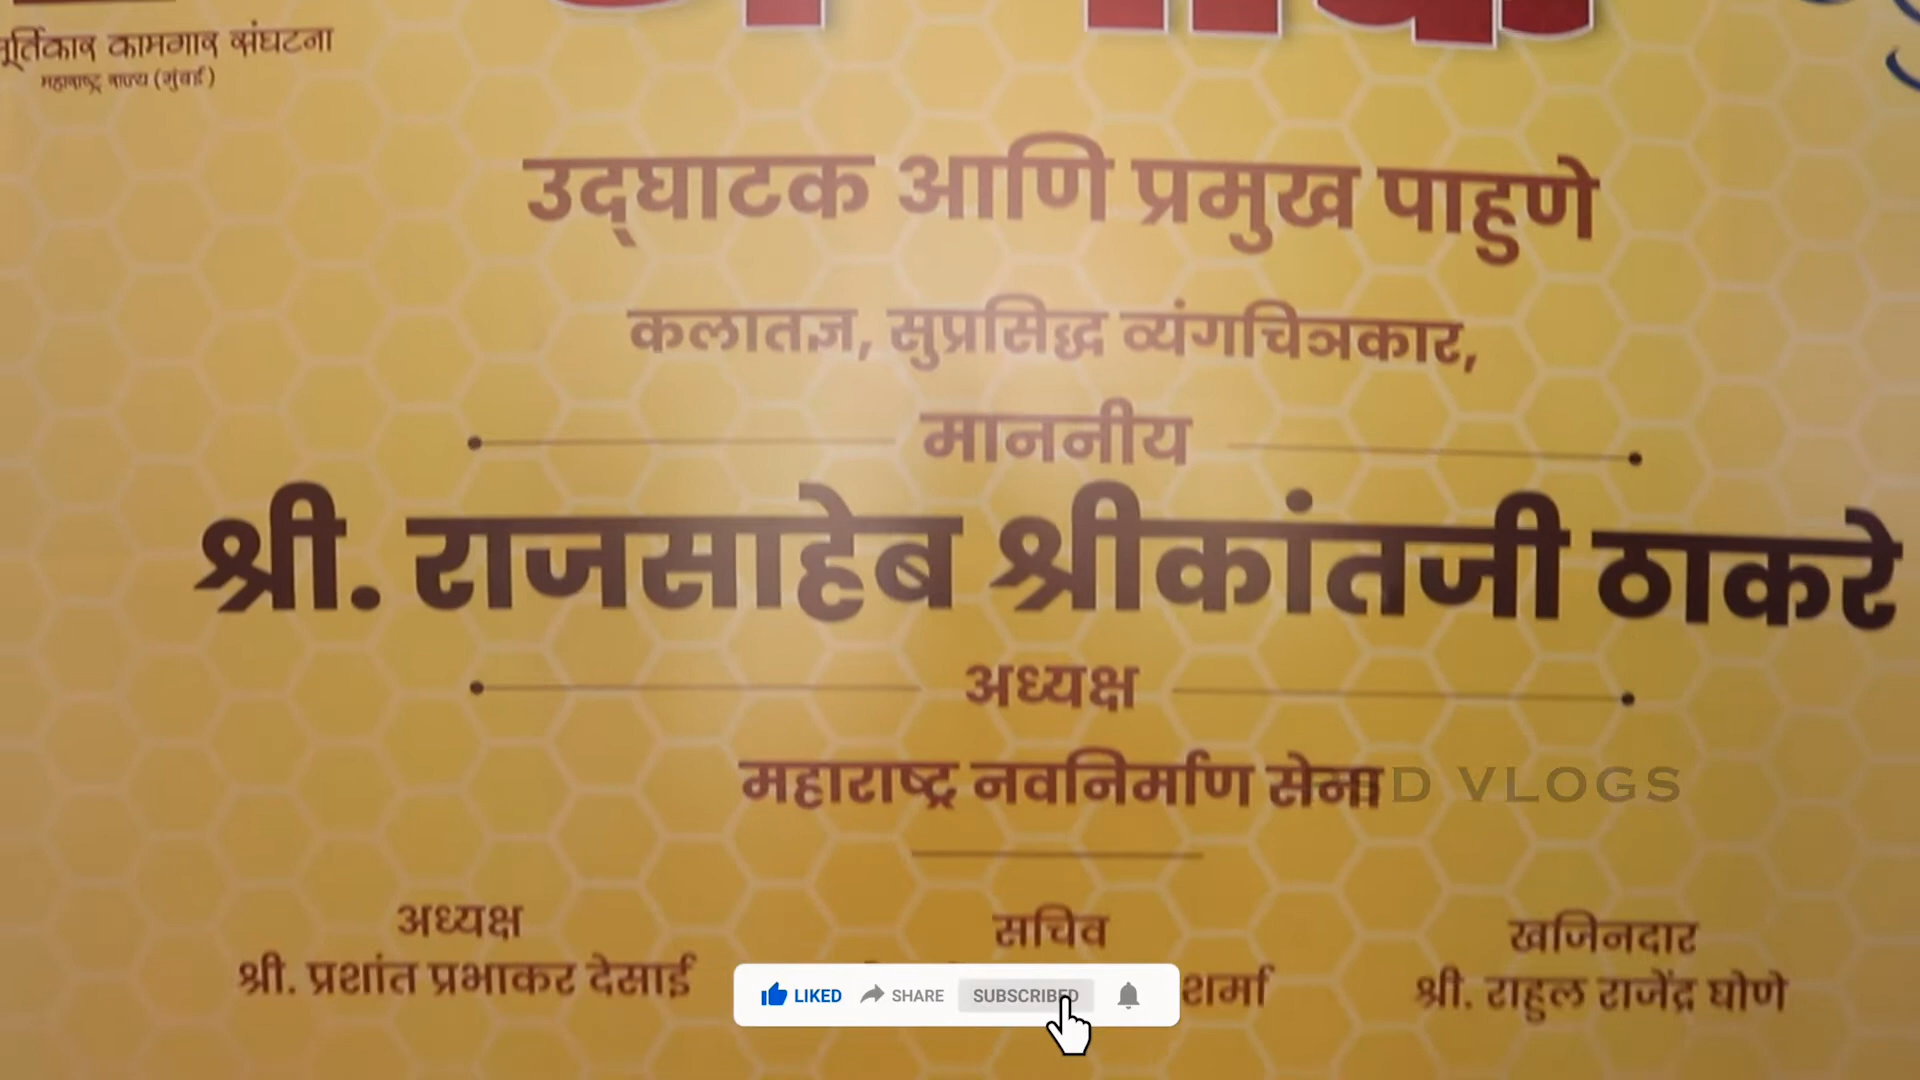 मूर्तिकार कामगार संघटना
महाराष्ट्र राज्य (मुंबई)
उद्‌घाटक आणि प्रमुख पाहुणे
कलातज्ञ, सुप्रसिद्ध व्यंगचित्रकार,
माननीय
श्री. राजसाहेब श्रीकांतजी ठाकरे
अध्यक्ष
महाराष्ट्र नवनिर्माण सेना
D VLOGS
अध्यक्ष
श्री. प्रशांत प्रभाकर देसाई
सचिव
शर्मा
खजिनदार
श्री. राहुल राजेंद्र घोणे
LIKED SHARE SUBSCRIBED